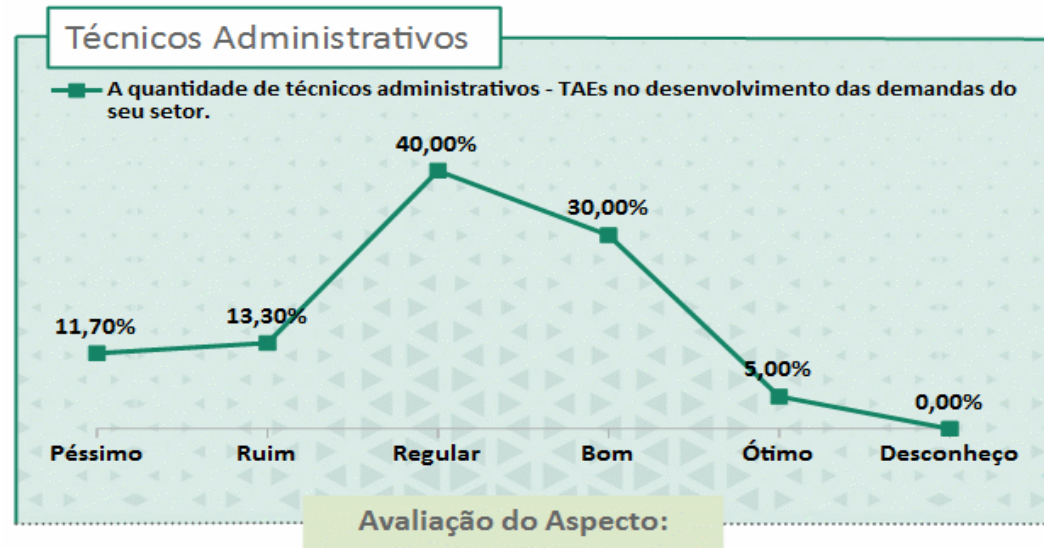 Técnicos Administrativos
A quantidade de técnicos administrativos - TAEs no desenvolvimento das demandas do
seu setor.
40,00%
30,00%
11,70%
13,30%
5,00%
0,00%
Péssimo Ruim Regular Bom Ótimo Desconheço
Avaliação do Aspecto: